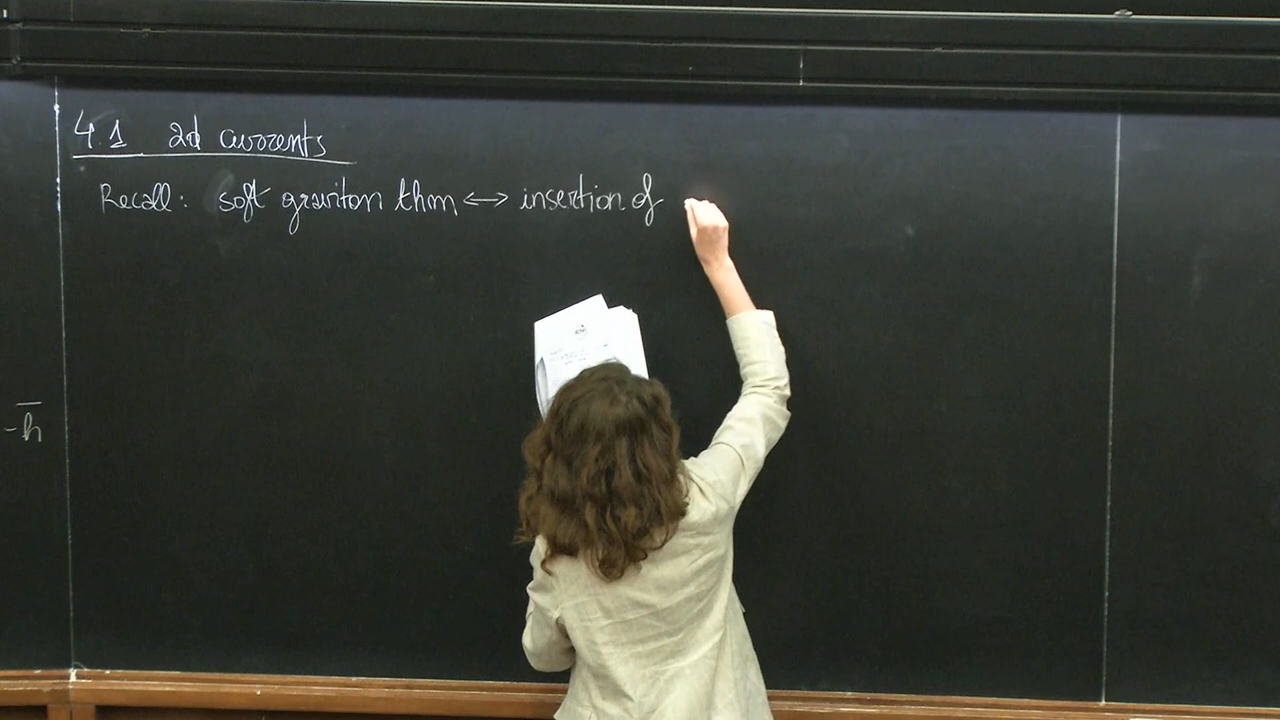 4.1 2d currents
Recall: soft graviton thm ↔ insertion of
-h̅